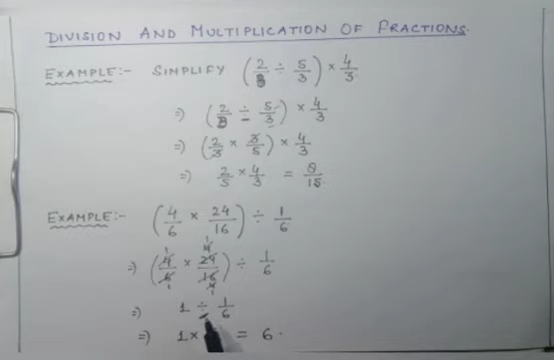 DIVISION AND MULTIPLICATION OF FRACTIONS.
EXAMPLE:- SIMPLIFY (2/3 ÷ 5/3) × 4/3
⇒ (2/3 ÷ 5/3) × 4/3
⇒ (2/3 × 3/5) × 4/3
⇒ 2/5 × 4/3 = 8/15
EXAMPLE:- (4/6 × 24/16) ÷ 1/6
⇒ (4/6 × 24/16) ÷ 1/6
⇒ 1 ÷ 1/6
⇒ 1 × = 6.